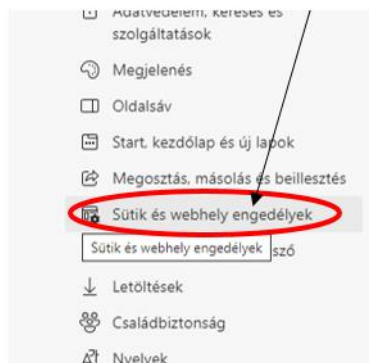 Adatvédelem, keresés és
szolgáltatások
Megjelenés
Oldalsáv
Start, kezdőlap és új lapok
Megosztás, másolás és beillesztés
Sütik és webhely engedélyek
Sütik és webhely engedélyek
sző
Letöltések
Családbiztonság
Nyelvek